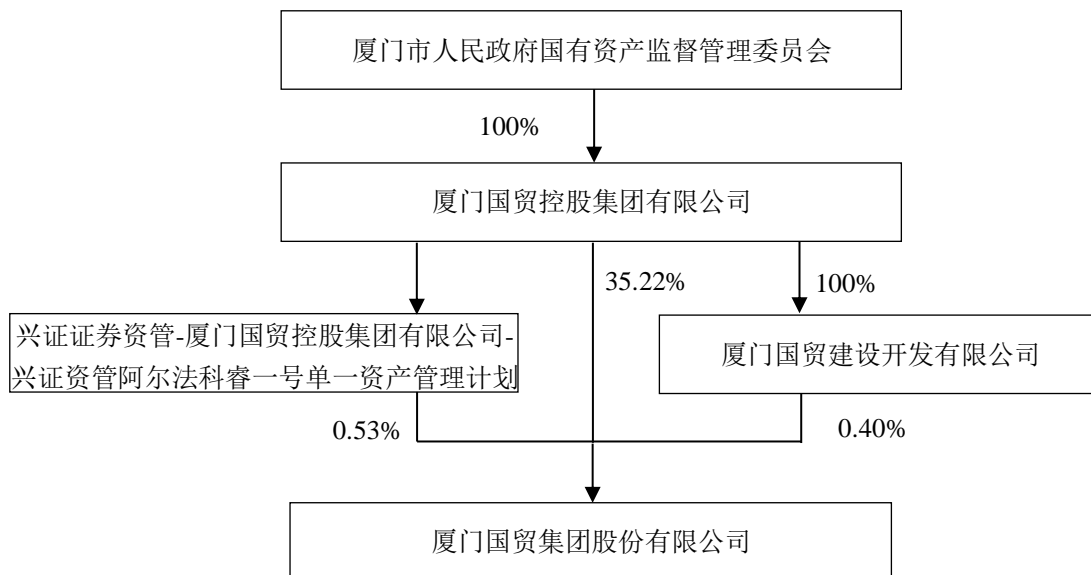 厦门市人民政府国有资产监督管理委员会
100%
厦门国贸控股集团有限公司
35.22%
100%
兴证证券资管-厦门国贸控股集团有限公司-
兴证资管阿尔法科睿一号单一资产管理计划
厦门国贸建设开发有限公司
0.53%
0.40%
厦门国贸集团股份有限公司